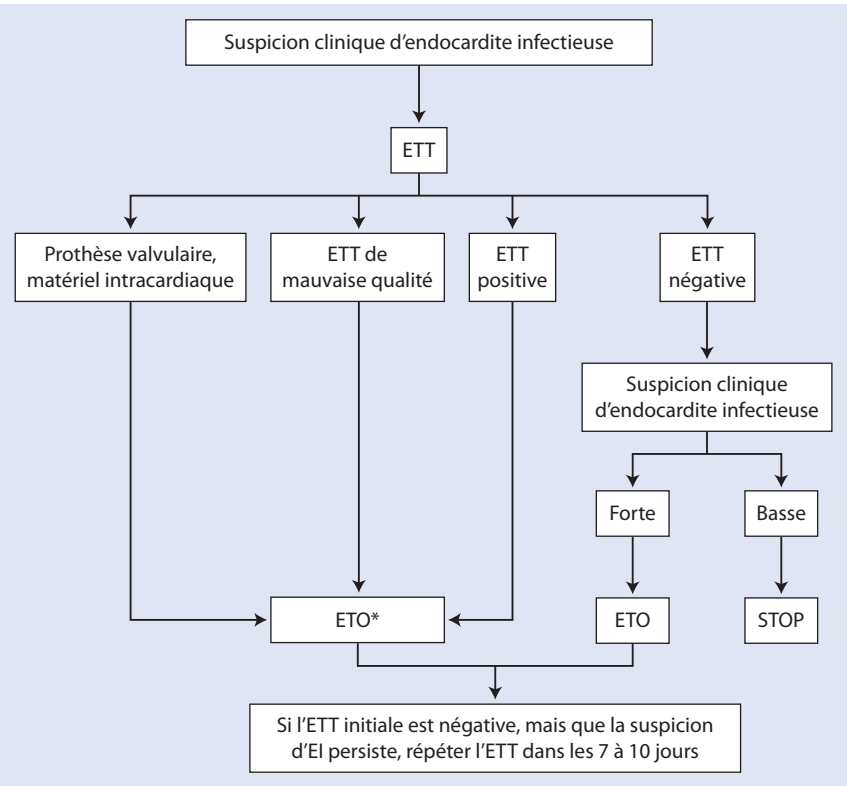 Suspicion clinique d'endocardite infectieuse
ETT
Prothèse valvulaire,
matériel intracardiaque
ETT de
mauvaise qualité
ETT
positive
ETT
négative
Suspicion clinique
d'endocardite infectieuse
Forte
Basse
ETO*
ETO
STOP
Si l'ETT initiale est négative, mais que la suspicion
d'EI persiste, répéter l'ETT dans les 7 à 10 jours